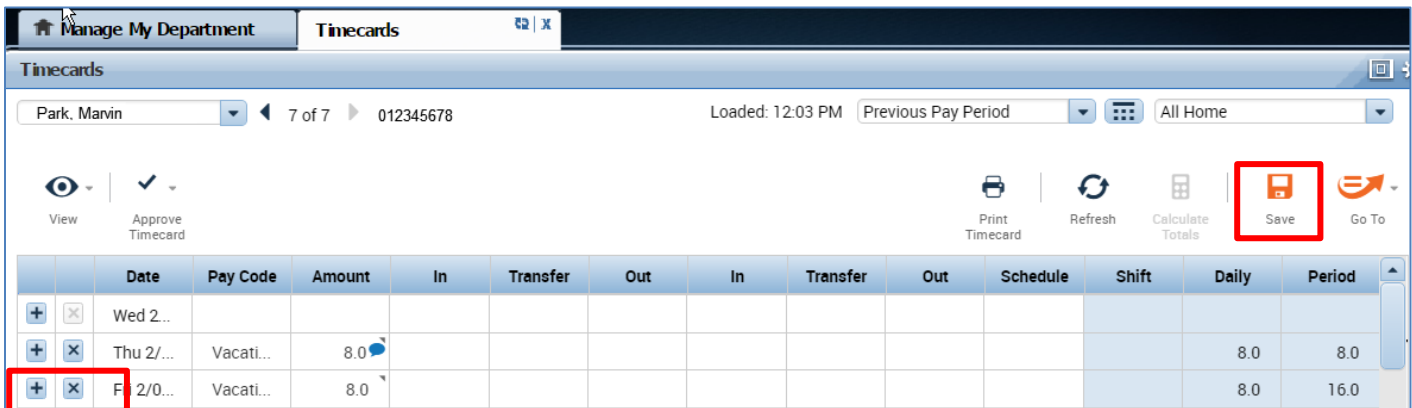 Manage My Department Timecards X
Timecards
Park, Marvin 7 of 7 012345678 Loaded: 12:03 PM Previous Pay Period All Home
View Approve Timecard Print Timecard Refresh Calculate Totals Save Go To
Date Pay Code Amount In Transfer Out In Transfer Out Schedule Shift Daily Period
Wed 2...
Thu 2/... Vacati... 8.0 8.0 8.0
Fri 2/0... Vacati... 8.0 8.0 16.0